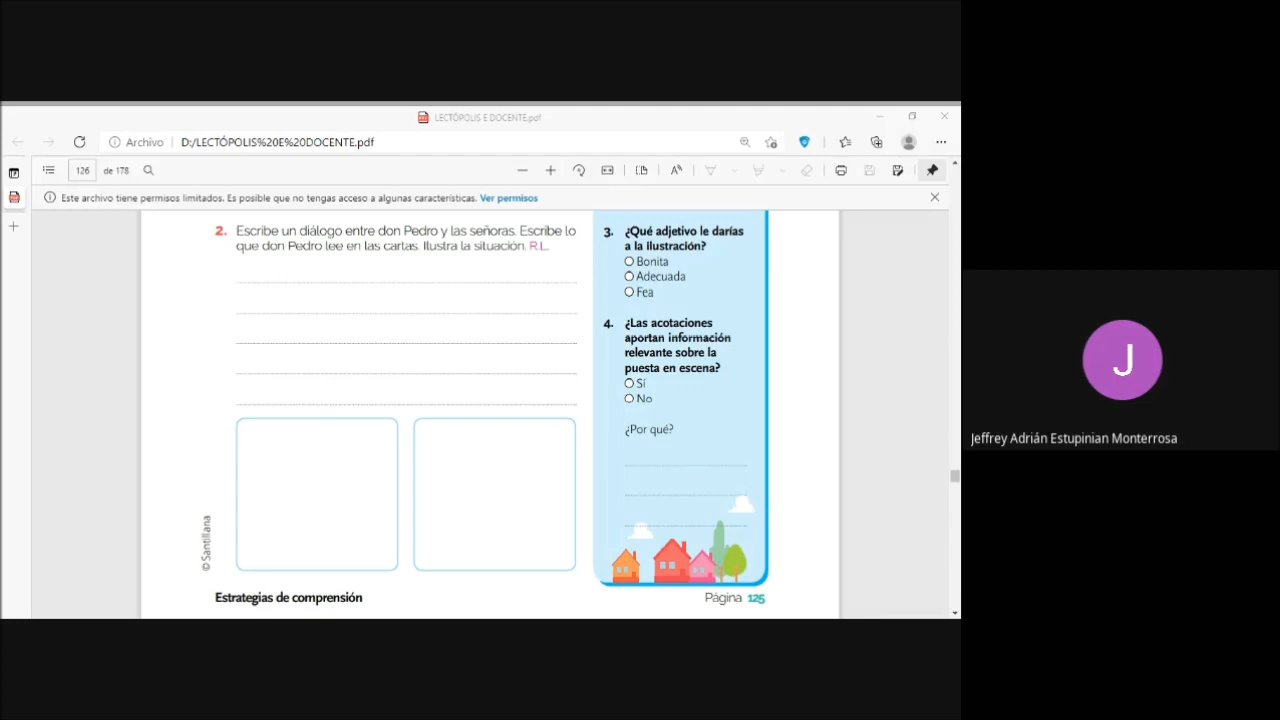 LECTÓPOLIS E DOCENTE.pdf
Archivo
D:/LECTÓPOLIS%20E%20DOCENTE.pdf
126
de 178
Este archivo tiene permisos limitados. Es posible que no tengas acceso a algunas características. Ver permisos
2. Escribe un diálogo entre don Pedro y las señoras. Escribe lo
que don Pedro lee en las cartas. Ilustra la situación. R.L.
3. ¿Qué adjetivo le darías
a la ilustración?
Bonita
Adecuada
Fea
4. ¿Las acotaciones
aportan información
relevante sobre la
puesta en escena?
Sí
No
¿Por qué?
© Santillana
Estrategias de comprensión
Página 125
J
Jeffrey Adrián Estupinian Monterrosa